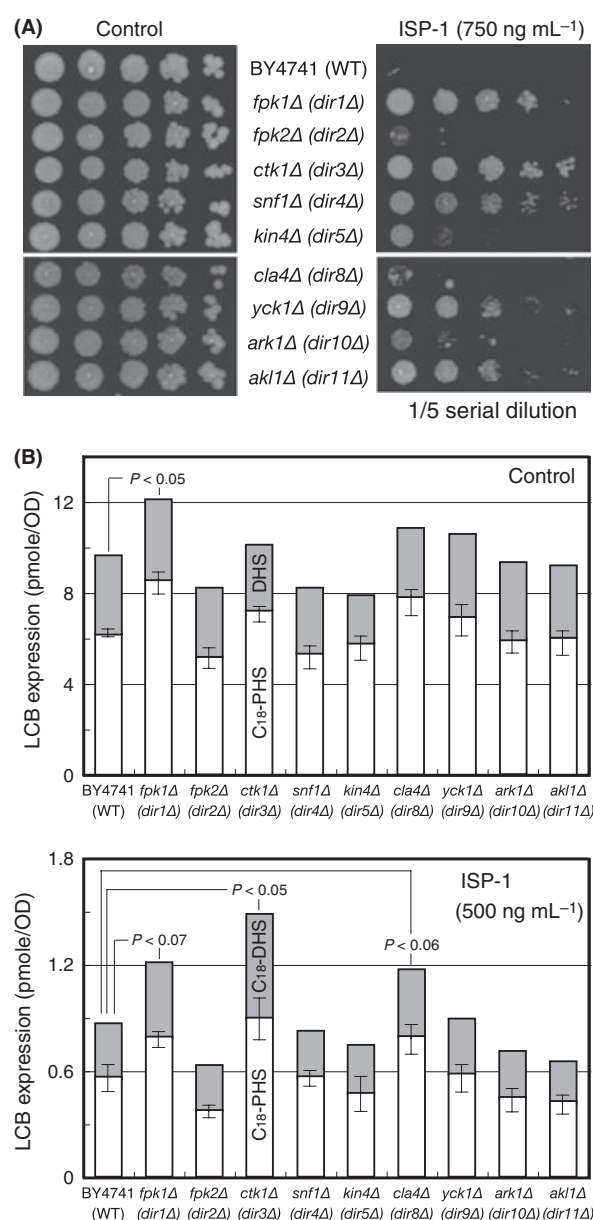 (A)
Control
ISP-1 (750 ng mL⁻¹)
BY4741 (WT)
fpk1Δ (dir1Δ)
fpk2Δ (dir2Δ)
ctk1Δ (dir3Δ)
snf1Δ (dir4Δ)
kin4Δ (dir5Δ)
cla4Δ (dir8Δ)
yck1Δ (dir9Δ)
ark1Δ (dir10Δ)
akl1Δ (dir11Δ)
1/5 serial dilution
(B)
LCB expression (pmole/OD)
12
8
4
0
Control
P < 0.05
DHS
C₁₈-PHS
BY4741 fpk1Δ fpk2Δ ctk1Δ snf1Δ kin4Δ cla4Δ yck1Δ ark1Δ akl1Δ
(WT) (dir1Δ) (dir2Δ) (dir3Δ) (dir4Δ) (dir5Δ) (dir8Δ) (dir9Δ) (dir10Δ) (dir11Δ)
LCB expression (pmole/OD)
1.8
1.2
0.6
0
ISP-1
(500 ng mL⁻¹)
P < 0.05
P < 0.07
P < 0.06
C₁₈-DHS
C₁₈-PHS
BY4741 fpk1Δ fpk2Δ ctk1Δ snf1Δ kin4Δ cla4Δ yck1Δ ark1Δ akl1Δ
(WT) (dir1Δ) (dir2Δ) (dir3Δ) (dir4Δ) (dir5Δ) (dir8Δ) (dir9Δ) (dir10Δ) (dir11Δ)